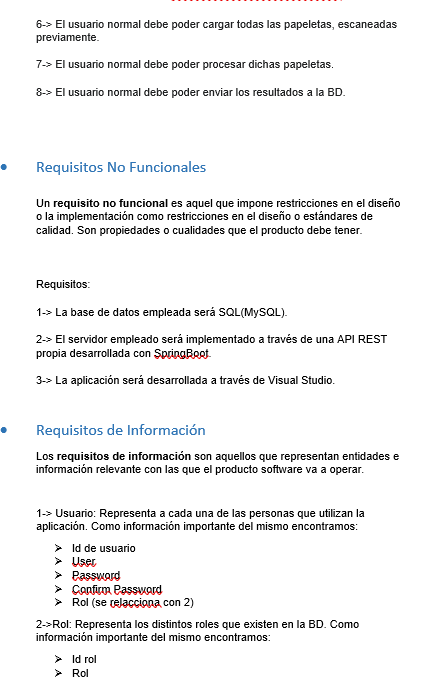 6-> El usuario normal debe poder cargar todas las papeletas, escaneadas
previamente.
7-> El usuario normal debe poder procesar dichas papeletas.
8-> El usuario normal debe poder enviar los resultados a la BD.
• Requisitos No Funcionales
Un requisito no funcional es aquel que impone restricciones en el diseño
o la implementación como restricciones en el diseño o estándares de
calidad. Son propiedades o cualidades que el producto debe tener.
Requisitos:
1-> La base de datos empleada será SQL(MySQL).
2-> El servidor empleado será implementado a través de una API REST
propia desarrollada con SpringBoot.
3-> La aplicación será desarrollada a través de Visual Studio.
• Requisitos de Información
Los requisitos de información son aquellos que representan entidades e
información relevante con las que el producto software va a operar.
1-> Usuario: Representa a cada una de las personas que utilizan la
aplicación. Como información importante del mismo encontramos:
➢ Id de usuario
➢ User
➢ Password
➢ Confirm Password
➢ Rol (se relacciona con 2)
2->Rol: Representa los distintos roles que existen en la BD. Como
información importante del mismo encontramos:
➢ Id rol
➢ Rol